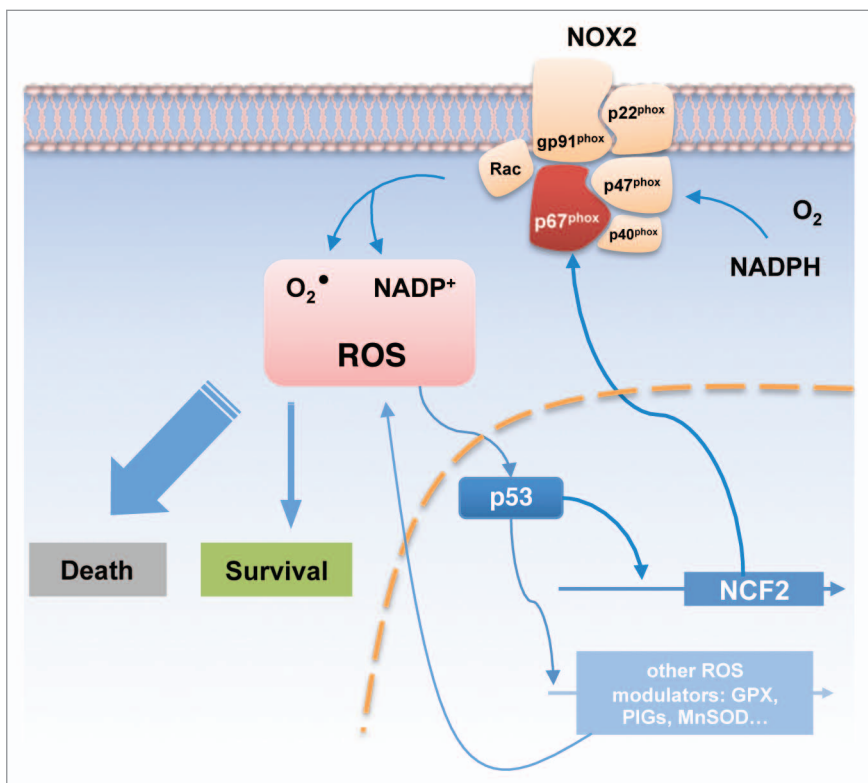 NOX2
p22phox
gp91phox
Rac
p47phox
p67phox
p40phox
O2
NADPH
O2•
NADP+
ROS
p53
Death
Survival
NCF2
other ROS
modulators: GPX,
PIGs, MnSOD...